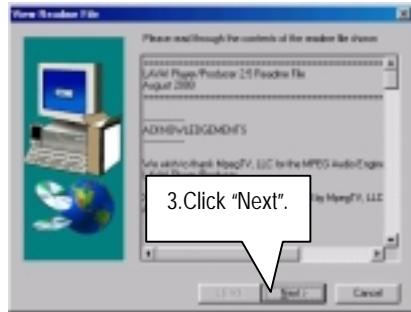 View Readme File
Please read through the contents of the readme file shown
LAVA! Player/Producer 2.5 Readme File
August 2000
ACKNOWLEDGEMENTS
We wish to thank MpegTV, LLC for the MPEG Audio Engine
by MpegTV, LLC
3.Click “Next”.
Next >
Cancel